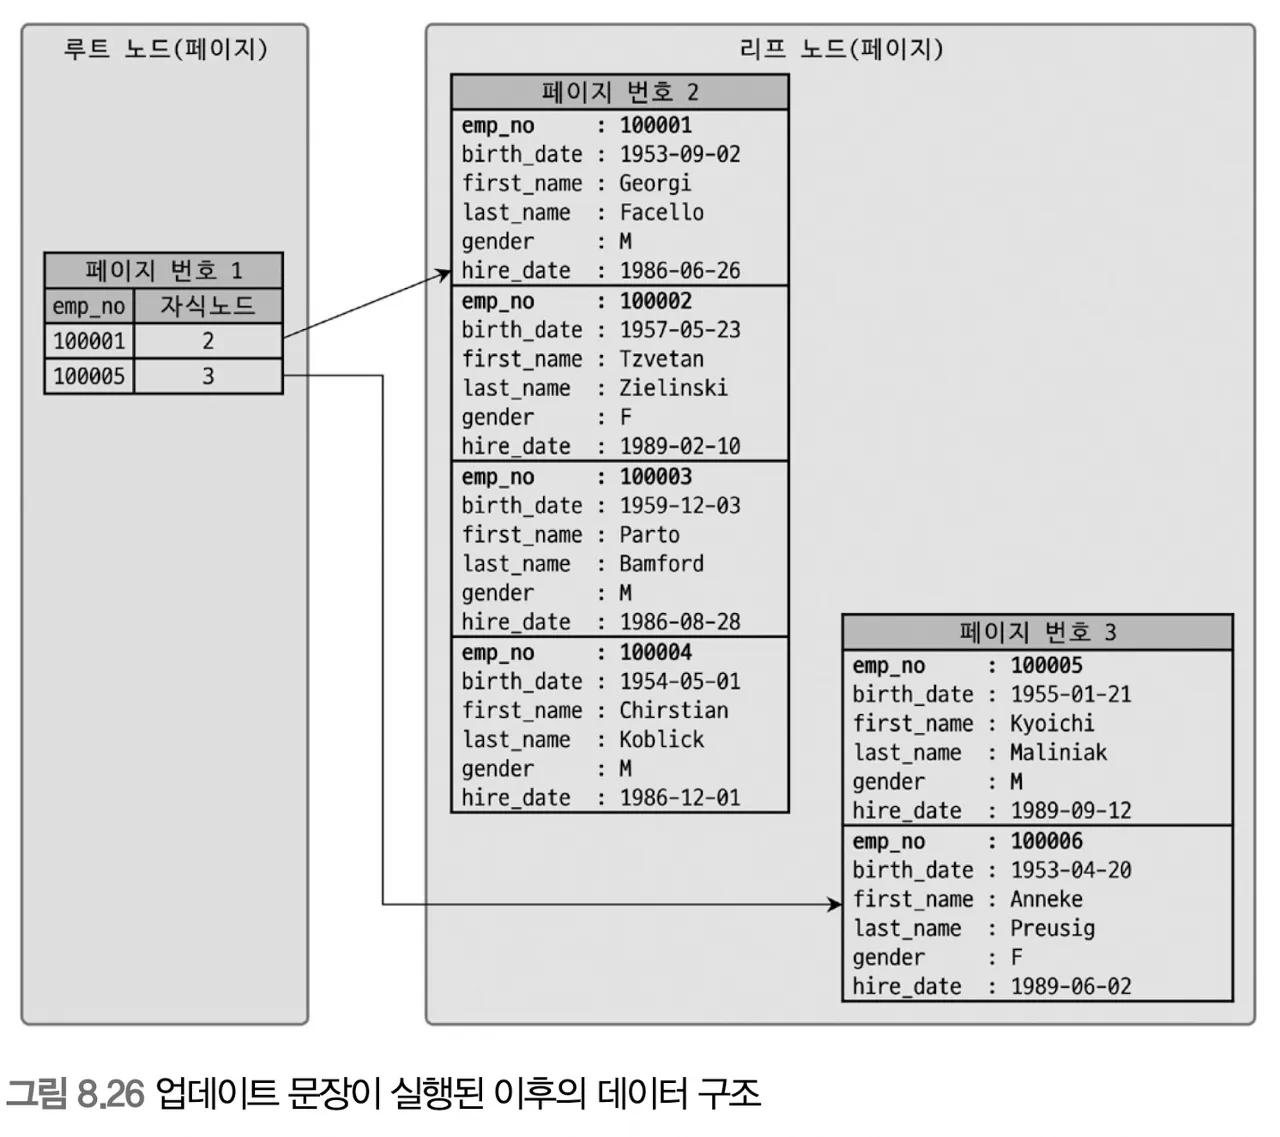 루트 노드(페이지)
페이지 번호 1
emp_no 자식노드
100001 2
100005 3
리프 노드(페이지)
페이지 번호 2
emp_no : 100001
birth_date : 1953-09-02
first_name : Georgi
last_name : Facello
gender : M
hire_date : 1986-06-26
emp_no : 100002
birth_date : 1957-05-23
first_name : Tzvetan
last_name : Zielinski
gender : F
hire_date : 1989-02-10
emp_no : 100003
birth_date : 1959-12-03
first_name : Parto
last_name : Bamford
gender : M
hire_date : 1986-08-28
emp_no : 100004
birth_date : 1954-05-01
first_name : Chirstian
last_name : Koblick
gender : M
hire_date : 1986-12-01
페이지 번호 3
emp_no : 100005
birth_date : 1955-01-21
first_name : Kyoichi
last_name : Maliniak
gender : M
hire_date : 1989-09-12
emp_no : 100006
birth_date : 1953-04-20
first_name : Anneke
last_name : Preusig
gender : F
hire_date : 1989-06-02
그림 8.26 업데이트 문장이 실행된 이후의 데이터 구조